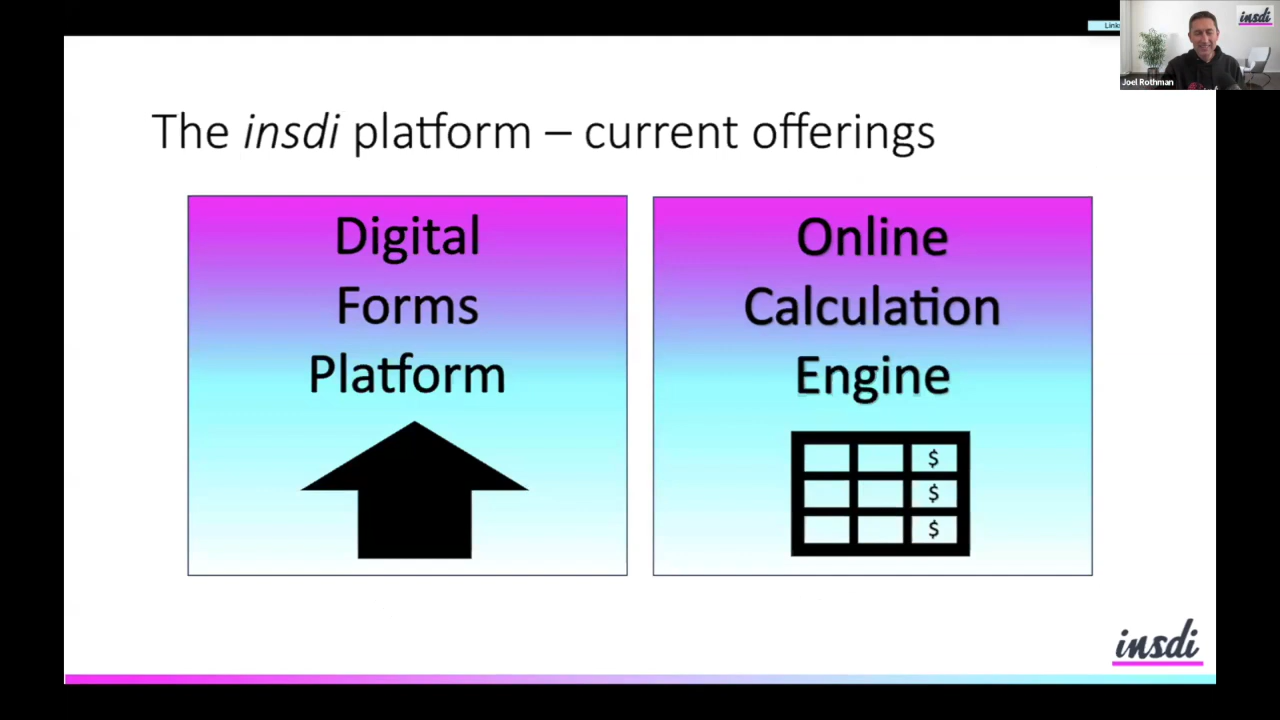 insdi
Joel Rothman
The insdi platform – current offerings
Digital
Forms
Platform
Online
Calculation
Engine
$
$
$
insdi